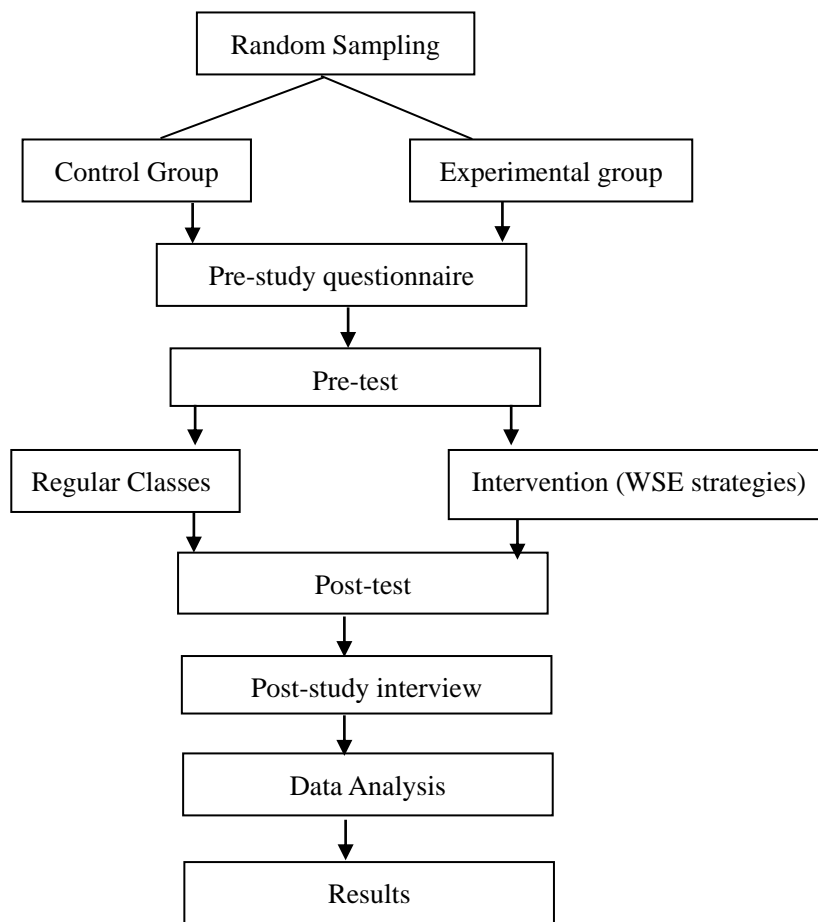 Random Sampling
Control Group
Experimental group
Pre-study questionnaire
Pre-test
Regular Classes
Intervention (WSE strategies)
Post-test
Post-study interview
Data Analysis
Results